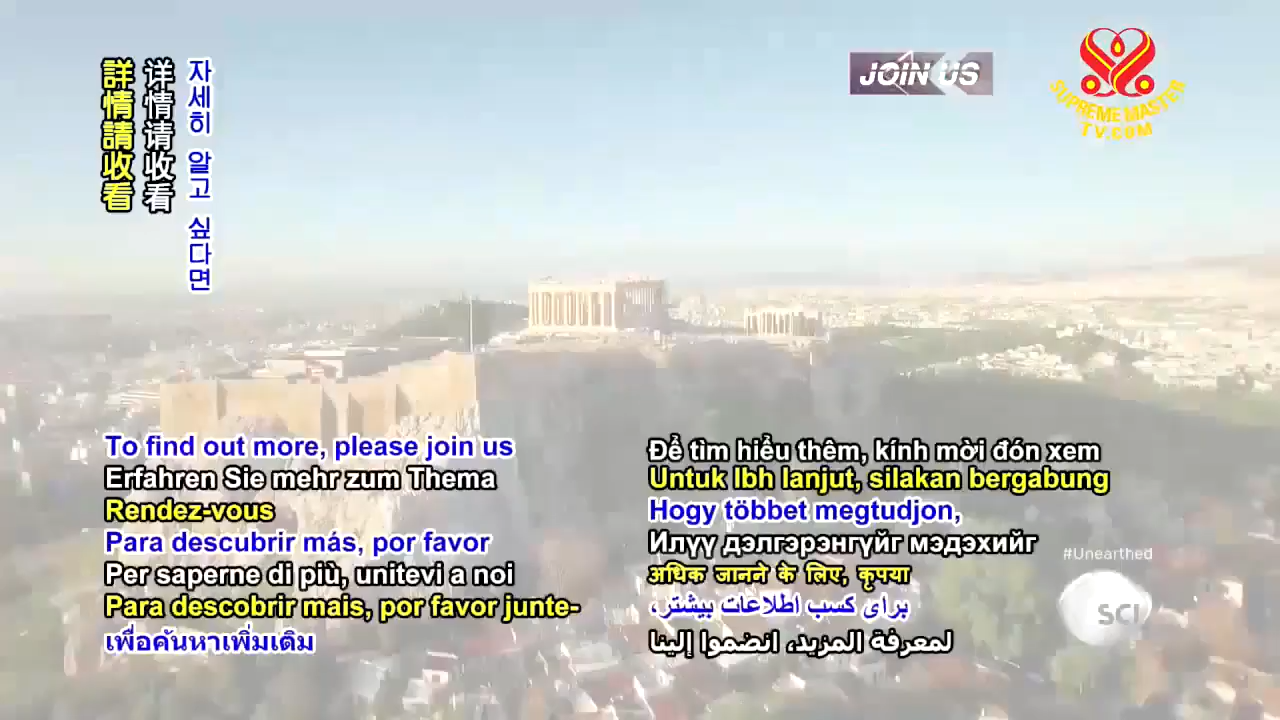 詳情請收看
详情请收看
자세히 알고 싶다면
JOIN US
SUPREME MASTER
TV.COM
To find out more, please join us
Erfahren Sie mehr zum Thema
Rendez-vous
Para descubrir más, por favor
Per saperne di più, unitevi a noi
Para descobrir mais, por favor junte-
เพื่อค้นหาเพิ่มเติม
Để tìm hiểu thêm, kính mời đón xem
Untuk lbh lanjut, silakan bergabung
Hogy többet megtudjon,
Илүү дэлгэрэнгүйг мэдэхийг
अधिक जानने के लिए, कृपया
برای کسب اطلاعات بیشتر،
لمعرفة المزيد، انضموا إلينا
#Unearthed
SCI